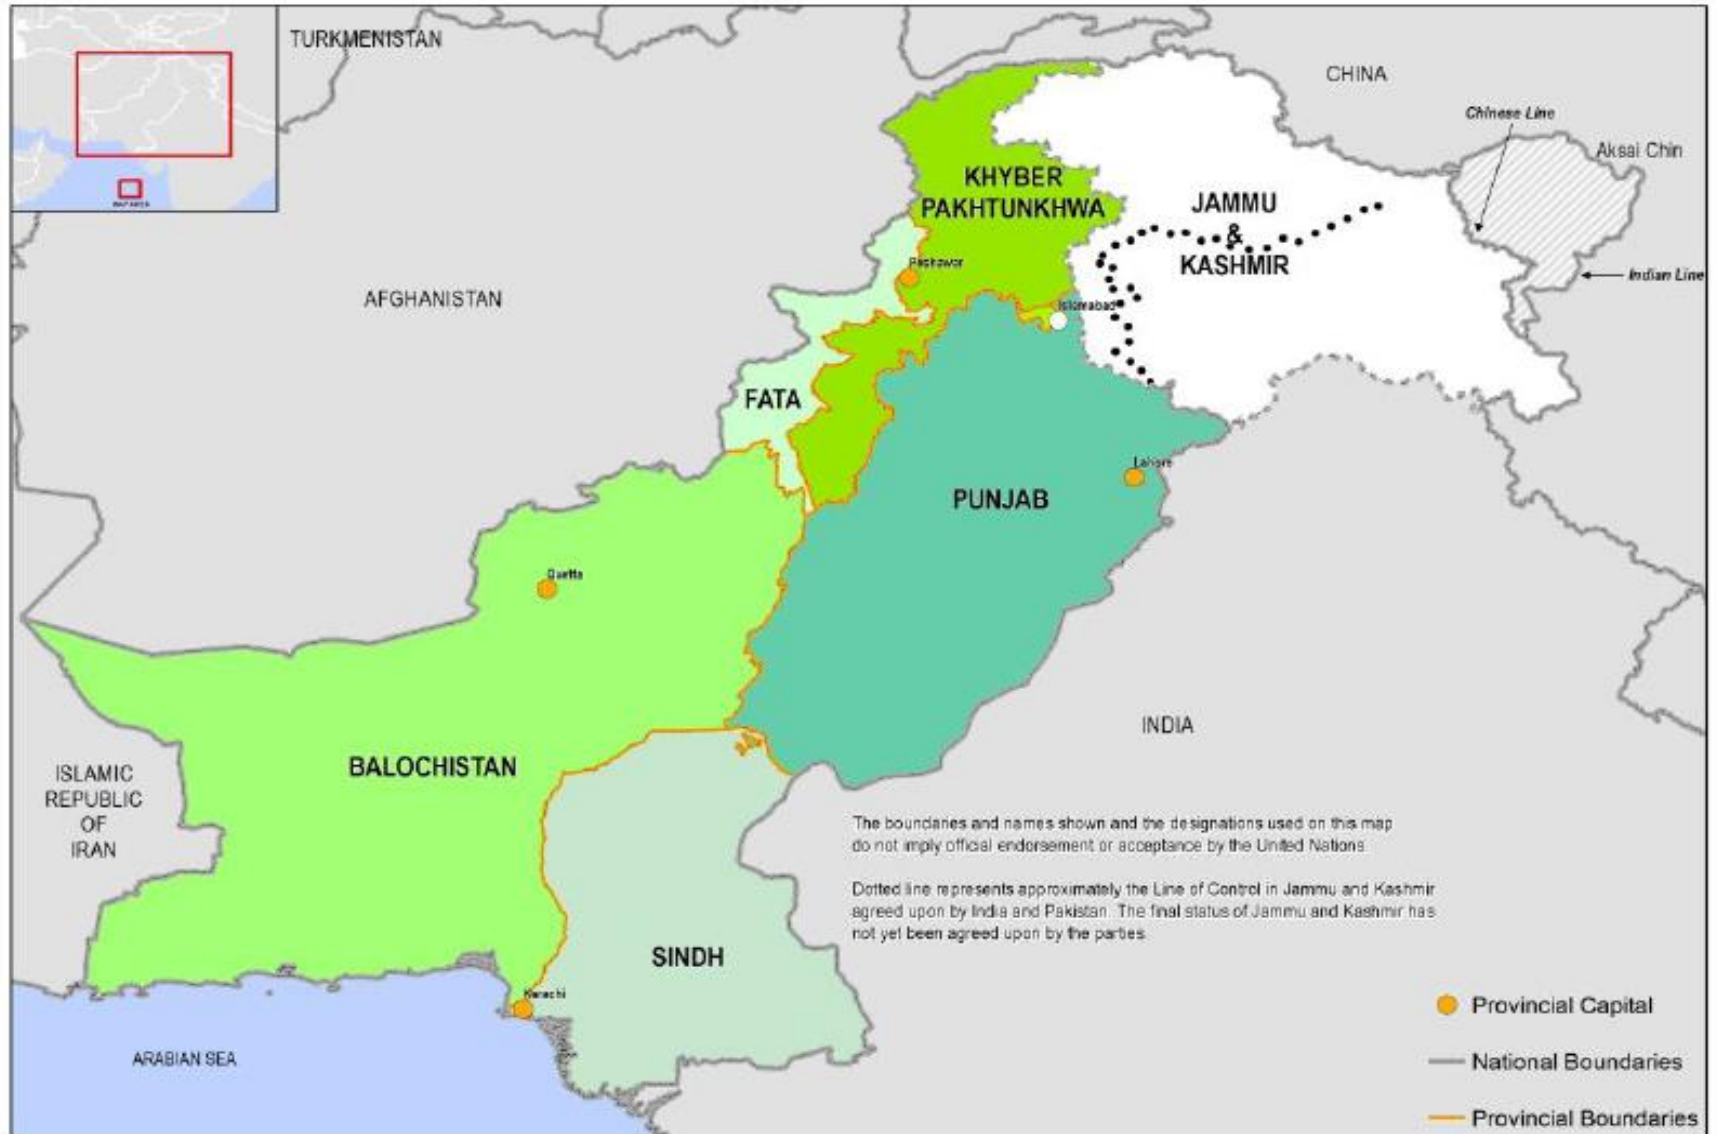 TURKMENISTAN
CHINA
Chinese Line
Aksai Chin
KHYBER
PAKHTUNKHWA
JAMMU
&
KASHMIR
Peshawar
Indian Line
AFGHANISTAN
Islamabad
FATA
Lahore
PUNJAB
Quetta
INDIA
BALOCHISTAN
ISLAMIC
REPUBLIC
OF
IRAN
The boundaries and names shown and the designations used on this map
do not imply official endorsement or acceptance by the United Nations
Dotted line represents approximately the Line of Control in Jammu and Kashmir
agreed upon by India and Pakistan. The final status of Jammu and Kashmir has
not yet been agreed upon by the parties.
SINDH
Karachi
ARABIAN SEA
Provincial Capital
National Boundaries
Provincial Boundaries